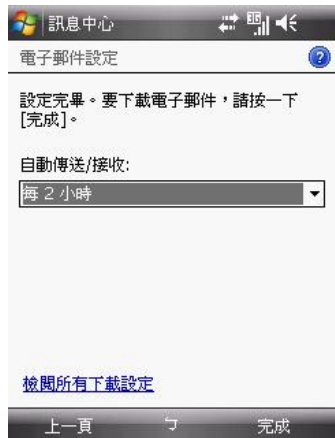 訊息中心
電子郵件設定
設定完畢。要下載電子郵件，請按一下
[完成]。
自動傳送/接收:
每 2 小時
檢閱所有下載設定
上一頁 ㄅ 完成